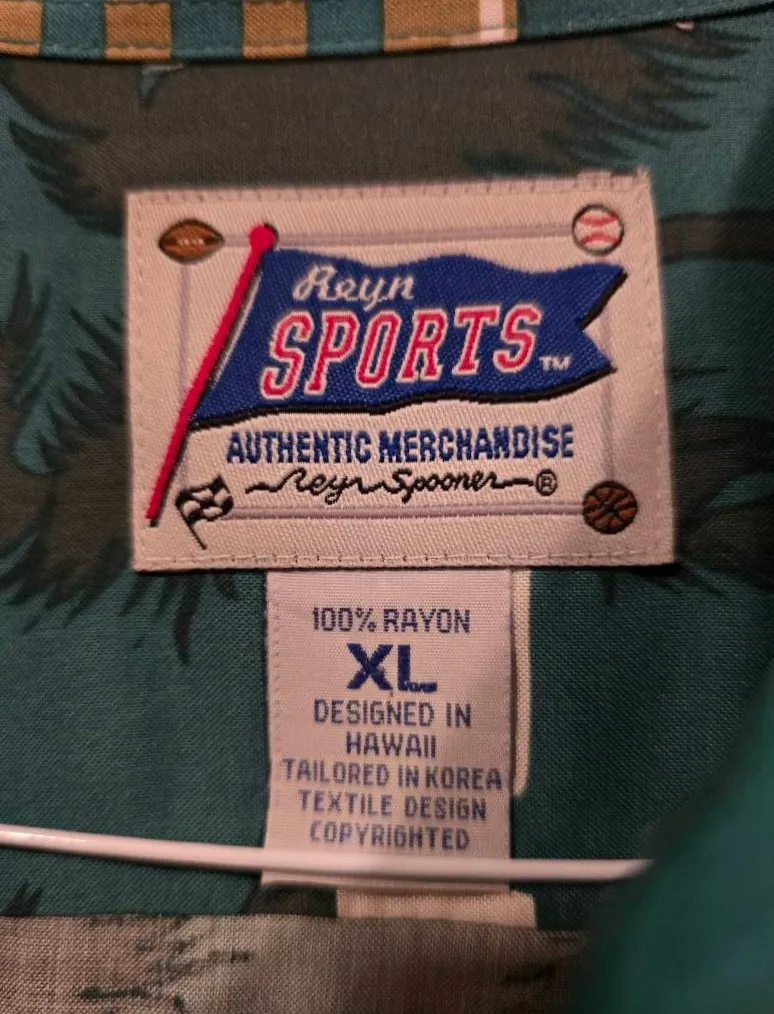 Reyn
SPORTS™
AUTHENTIC MERCHANDISE
Reyn Spooner®
100% RAYON
XL
DESIGNED IN
HAWAII
TAILORED IN KOREA
TEXTILE DESIGN
COPYRIGHTED